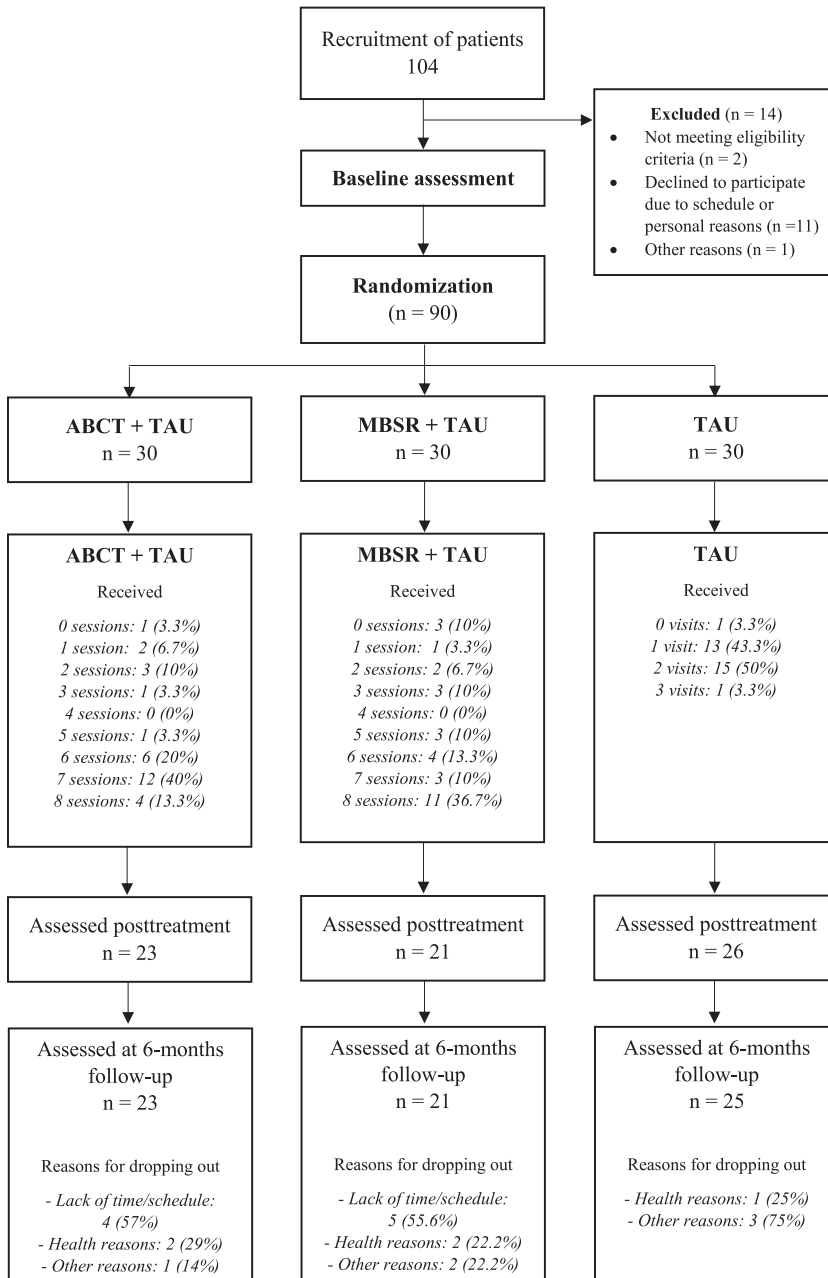 Recruitment of patients
104
Excluded (n = 14)
• Not meeting eligibility
criteria (n = 2)
• Declined to participate
due to schedule or
personal reasons (n =11)
• Other reasons (n = 1)
Baseline assessment
Randomization
(n = 90)
ABCT + TAU
n = 30
MBSR + TAU
n = 30
TAU
n = 30
ABCT + TAU
Received
0 sessions: 1 (3.3%)
1 session: 2 (6.7%)
2 sessions: 3 (10%)
3 sessions: 1 (3.3%)
4 sessions: 0 (0%)
5 sessions: 1 (3.3%)
6 sessions: 6 (20%)
7 sessions: 12 (40%)
8 sessions: 4 (13.3%)
MBSR + TAU
Received
0 sessions: 3 (10%)
1 session: 1 (3.3%)
2 sessions: 2 (6.7%)
3 sessions: 3 (10%)
4 sessions: 0 (0%)
5 sessions: 3 (10%)
6 sessions: 4 (13.3%)
7 sessions: 3 (10%)
8 sessions: 11 (36.7%)
TAU
Received
0 visits: 1 (3.3%)
1 visit: 13 (43.3%)
2 visits: 15 (50%)
3 visits: 1 (3.3%)
Assessed posttreatment
n = 23
Assessed posttreatment
n = 21
Assessed posttreatment
n = 26
Assessed at 6-months
follow-up
n = 23
Reasons for dropping out
- Lack of time/schedule:
4 (57%)
- Health reasons: 2 (29%)
- Other reasons: 1 (14%)
Assessed at 6-months
follow-up
n = 21
Reasons for dropping out
- Lack of time/schedule:
5 (55.6%)
- Health reasons: 2 (22.2%)
- Other reasons: 2 (22.2%)
Assessed at 6-months
follow-up
n = 25
Reasons for dropping out
- Health reasons: 1 (25%)
- Other reasons: 3 (75%)